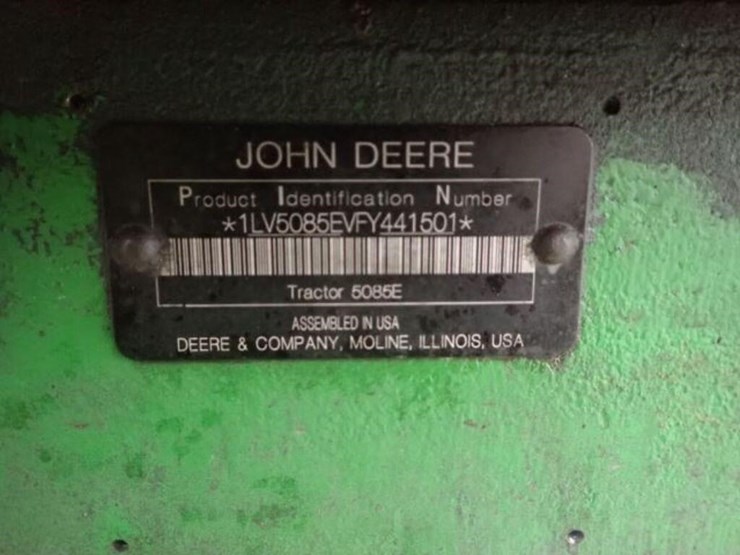 JOHN DEERE
Product Identification Number
*1LV5085EVFY441501*
Tractor 5085E
ASSEMBLED IN USA
DEERE & COMPANY, MOLINE, ILLINOIS, USA